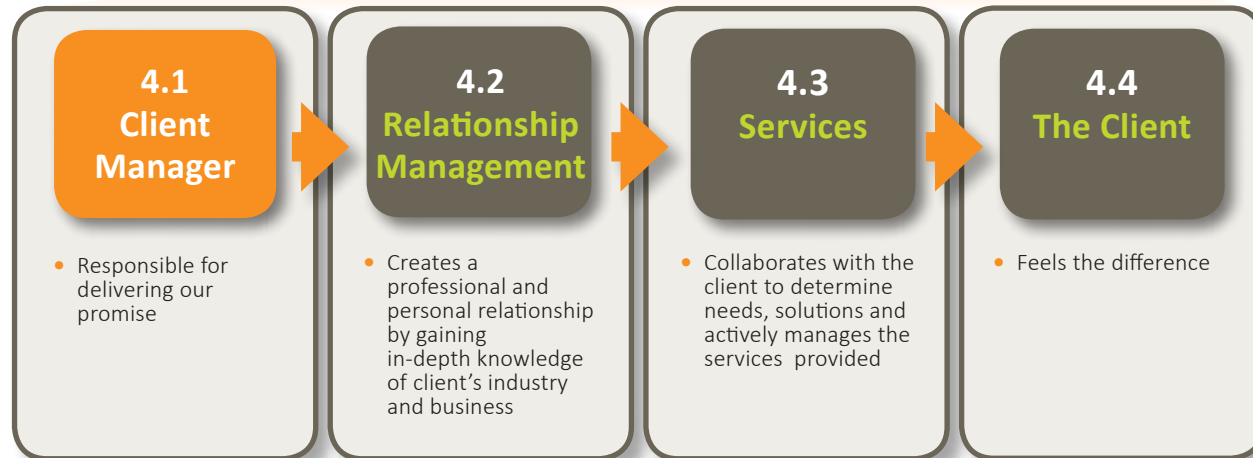 4.1
Client
Manager
• Responsible for
delivering our
promise
4.2
Relationship
Management
• Creates a
professional and
personal relationship
by gaining
in-depth knowledge
of client’s industry
and business
4.3
Services
• Collaborates with the
client to determine
needs, solutions and
actively manages the
services  provided
4.4
The Client
• Feels the difference